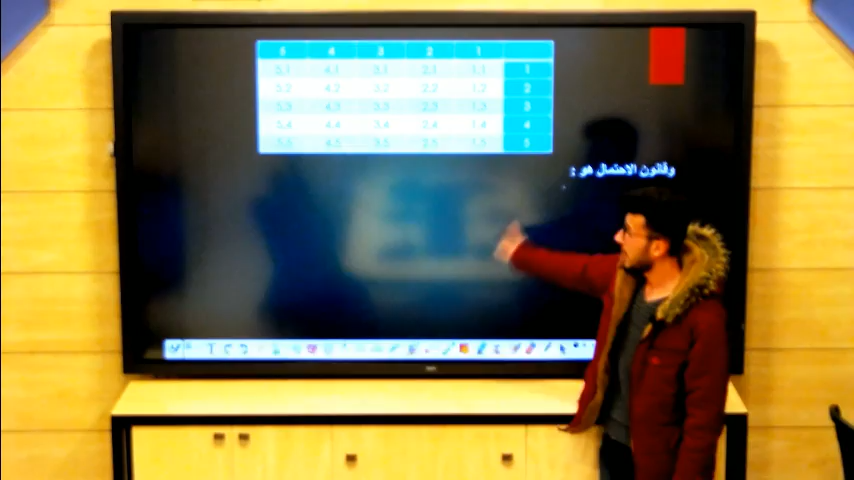 5 4 3 2 1
5,1 4,1 3,1 2,1 1,1 1
5,2 4,2 3,2 2,2 1,2 2
5,3 4,3 3,3 2,3 1,3 3
5,4 4,4 3,4 2,4 1,4 4
5,5 4,5 3,5 2,5 1,5 5
وقانون الاحتمال هو :